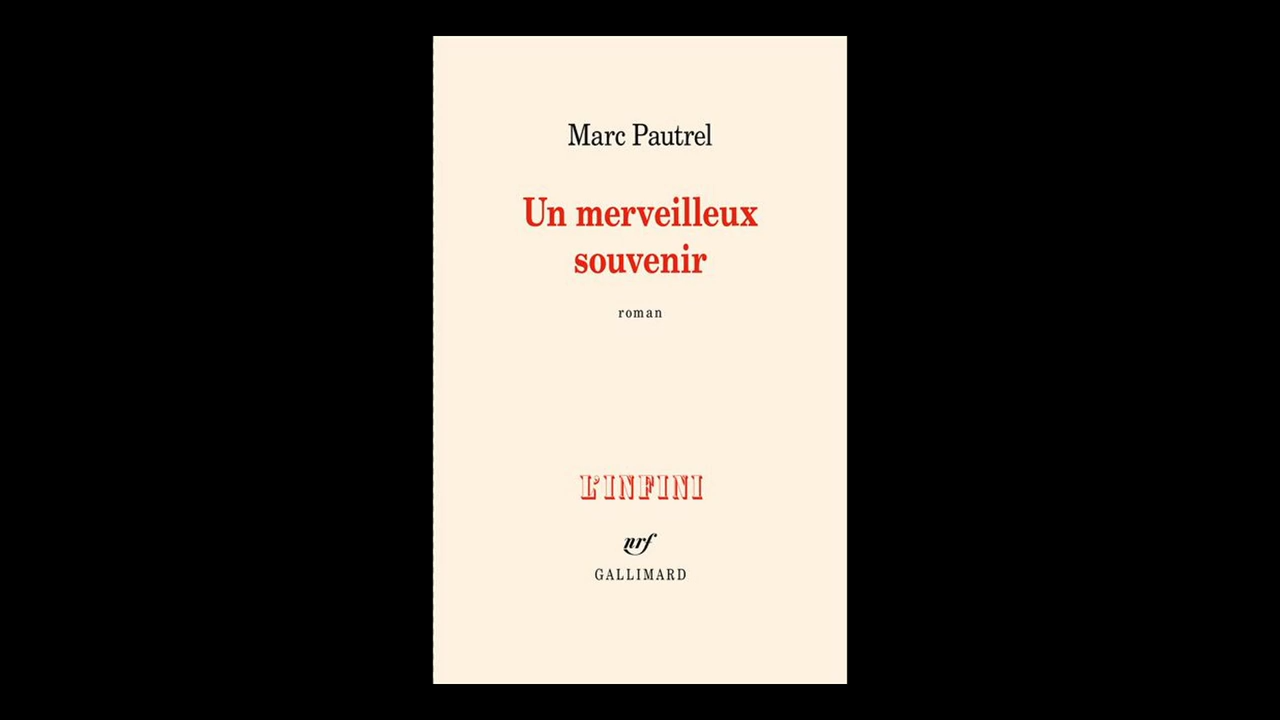 Marc Pautrel
Un merveilleux
souvenir
roman
L'INFINI
nrf
GALLIMARD